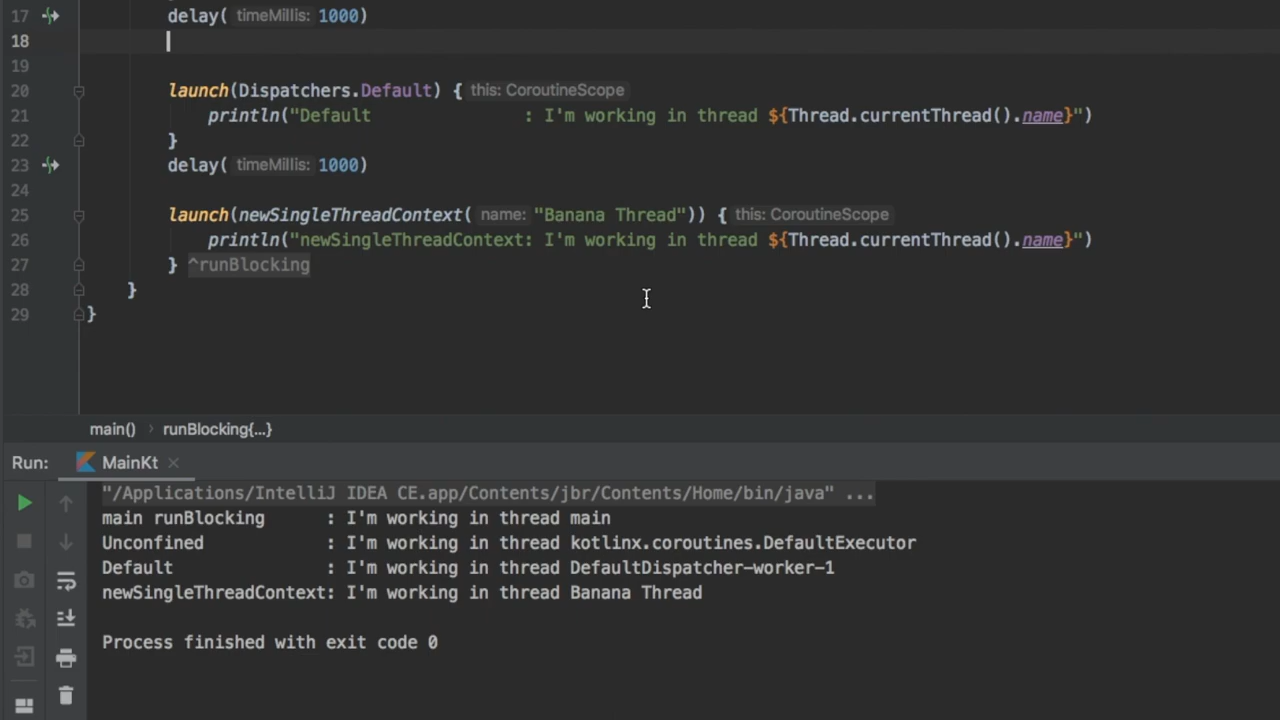 17 delay( timeMillis: 1000)
18
19
20 launch(Dispatchers.Default) { this: CoroutineScope
21 println("Default                : I'm working in thread ${Thread.currentThread().name}")
22 }
23 delay( timeMillis: 1000)
24
25 launch(newSingleThreadContext( name: "Banana Thread")) { this: CoroutineScope
26 println("newSingleThreadContext: I'm working in thread ${Thread.currentThread().name}")
27 } ^runBlocking
28 }
29 }
main() › runBlocking{...}
Run: MainKt ×
"/Applications/IntelliJ IDEA CE.app/Contents/jbr/Contents/Home/bin/java" ...
main runBlocking      : I'm working in thread main
Unconfined            : I'm working in thread kotlinx.coroutines.DefaultExecutor
Default               : I'm working in thread DefaultDispatcher-worker-1
newSingleThreadContext: I'm working in thread Banana Thread
Process finished with exit code 0